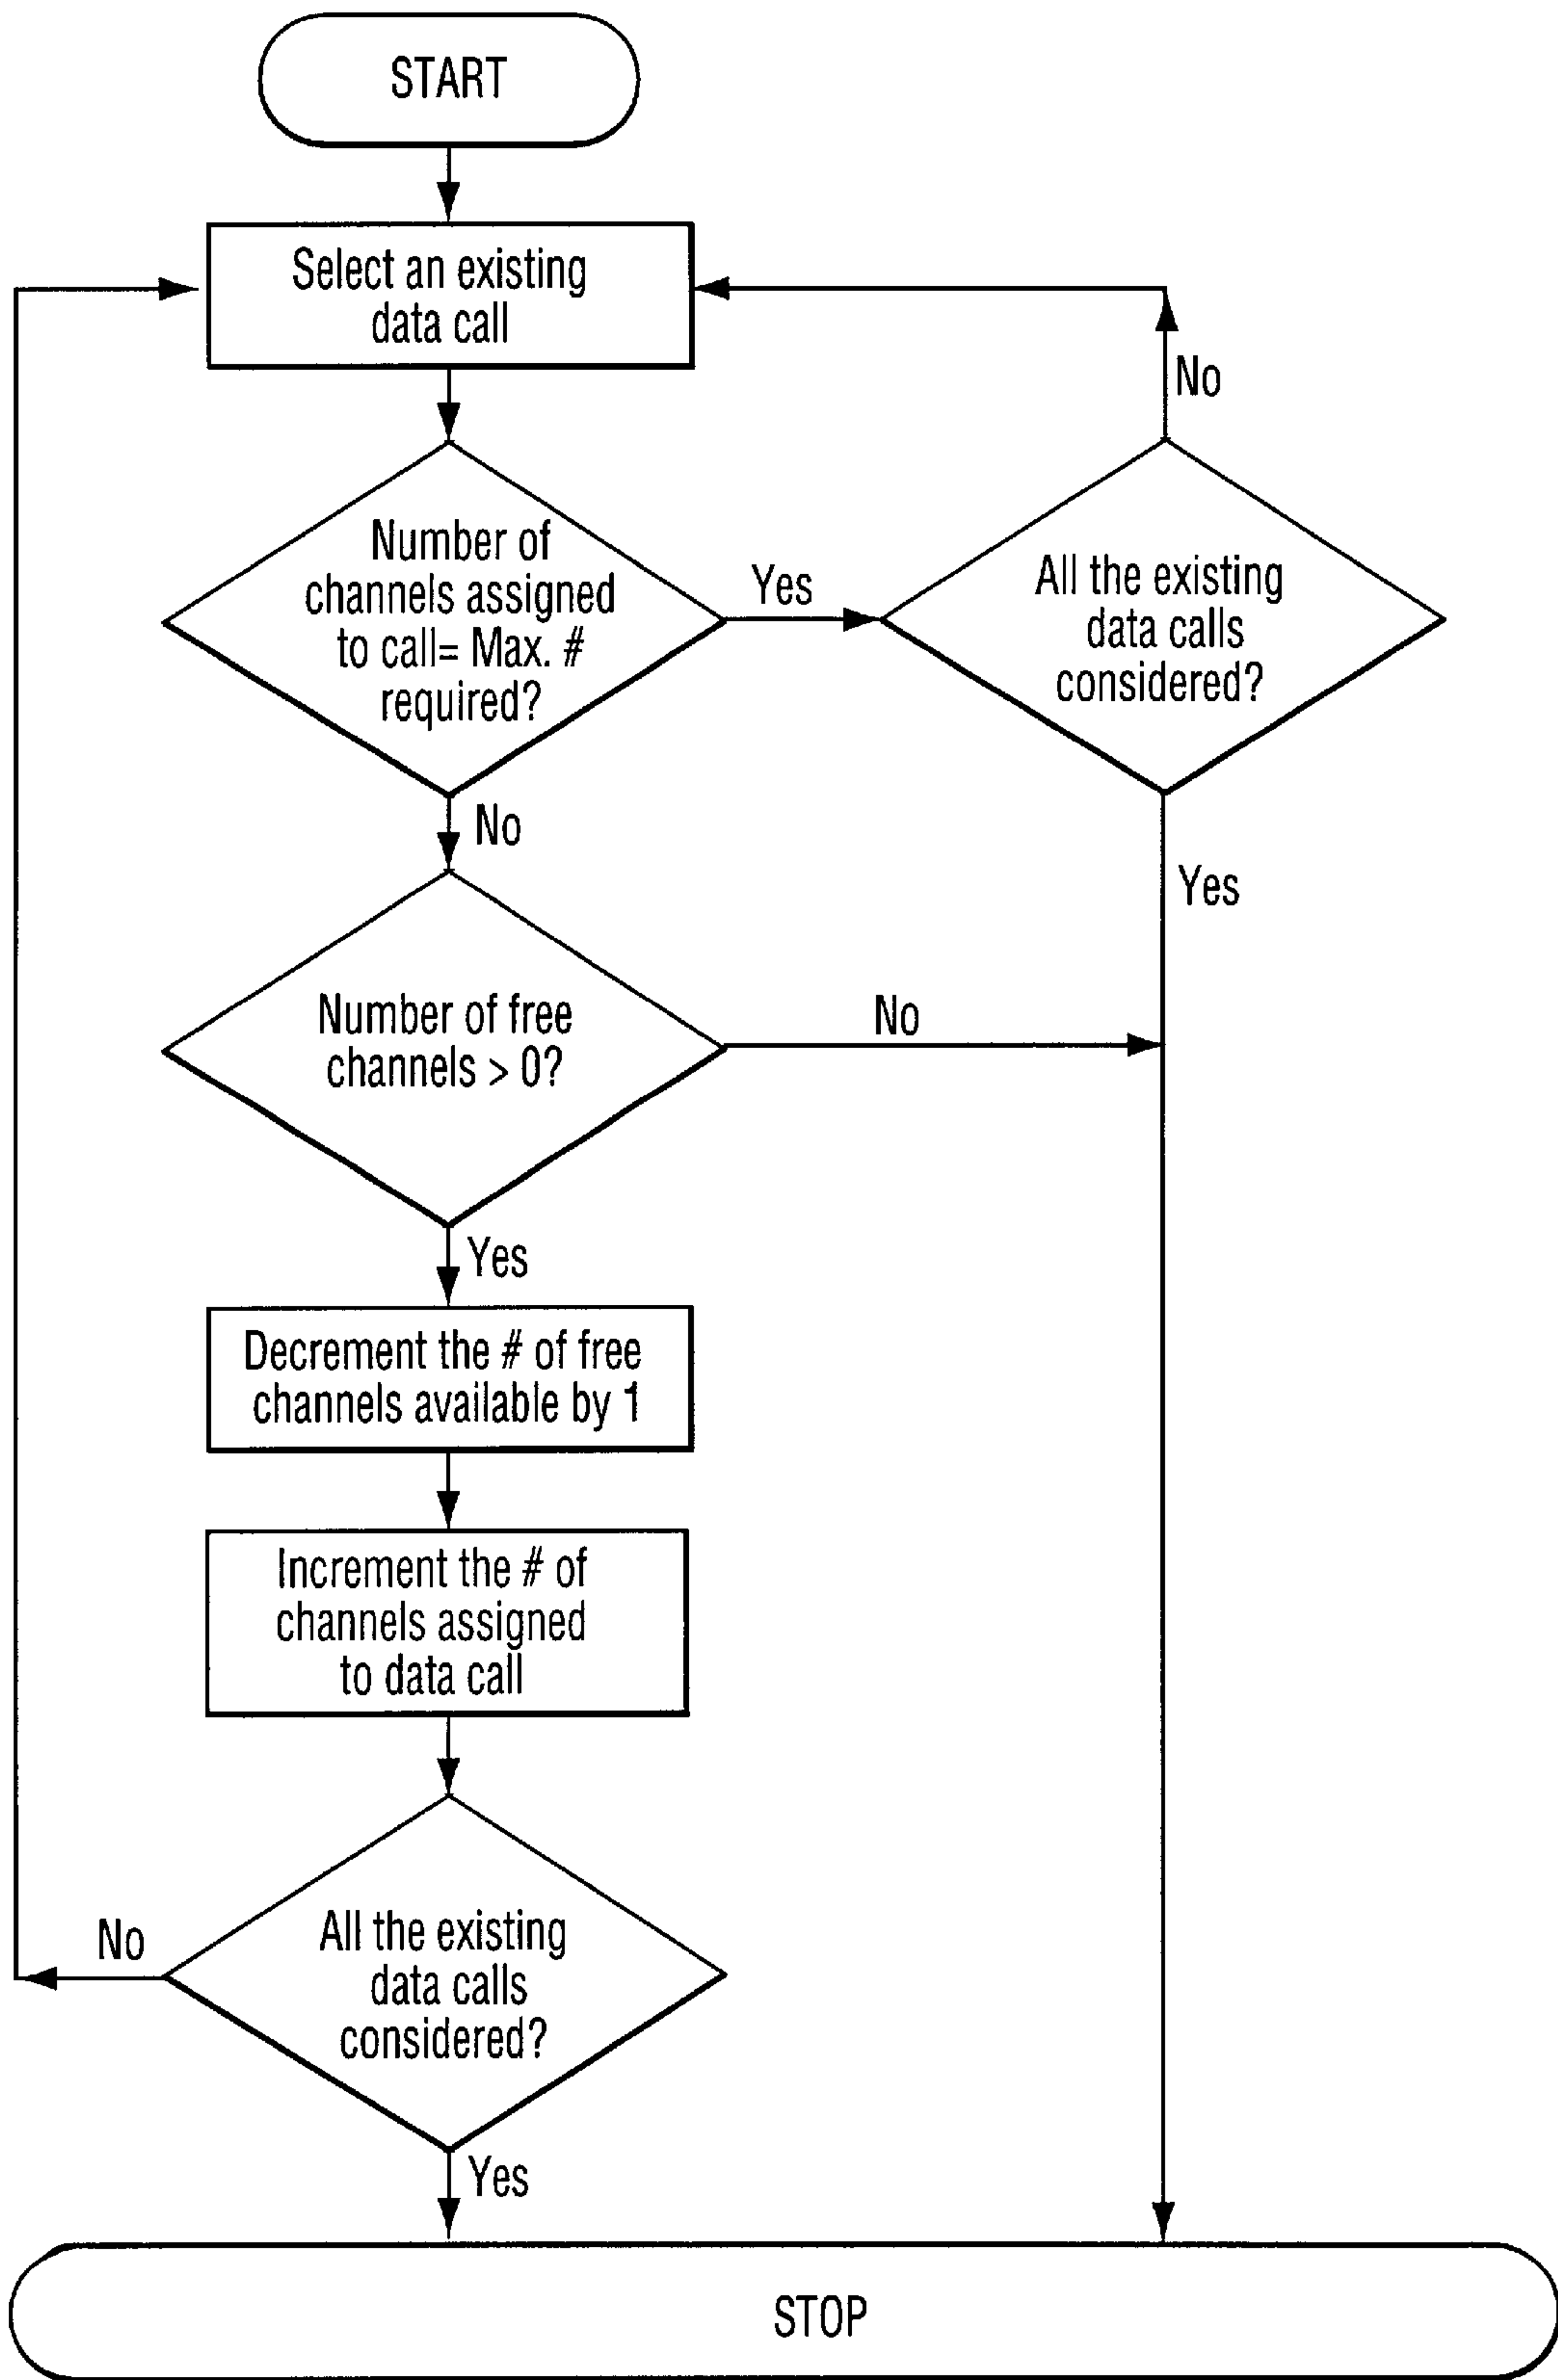 START
Select an existing
data call
No
Number of
channels assigned
to call= Max. #
required?
Yes
All the existing
data calls
considered?
No
Yes
Number of free
channels > 0?
No
Yes
Decrement the # of free
channels available by 1
Increment the # of
channels assigned
to data call
No
All the existing
data calls
considered?
Yes
STOP